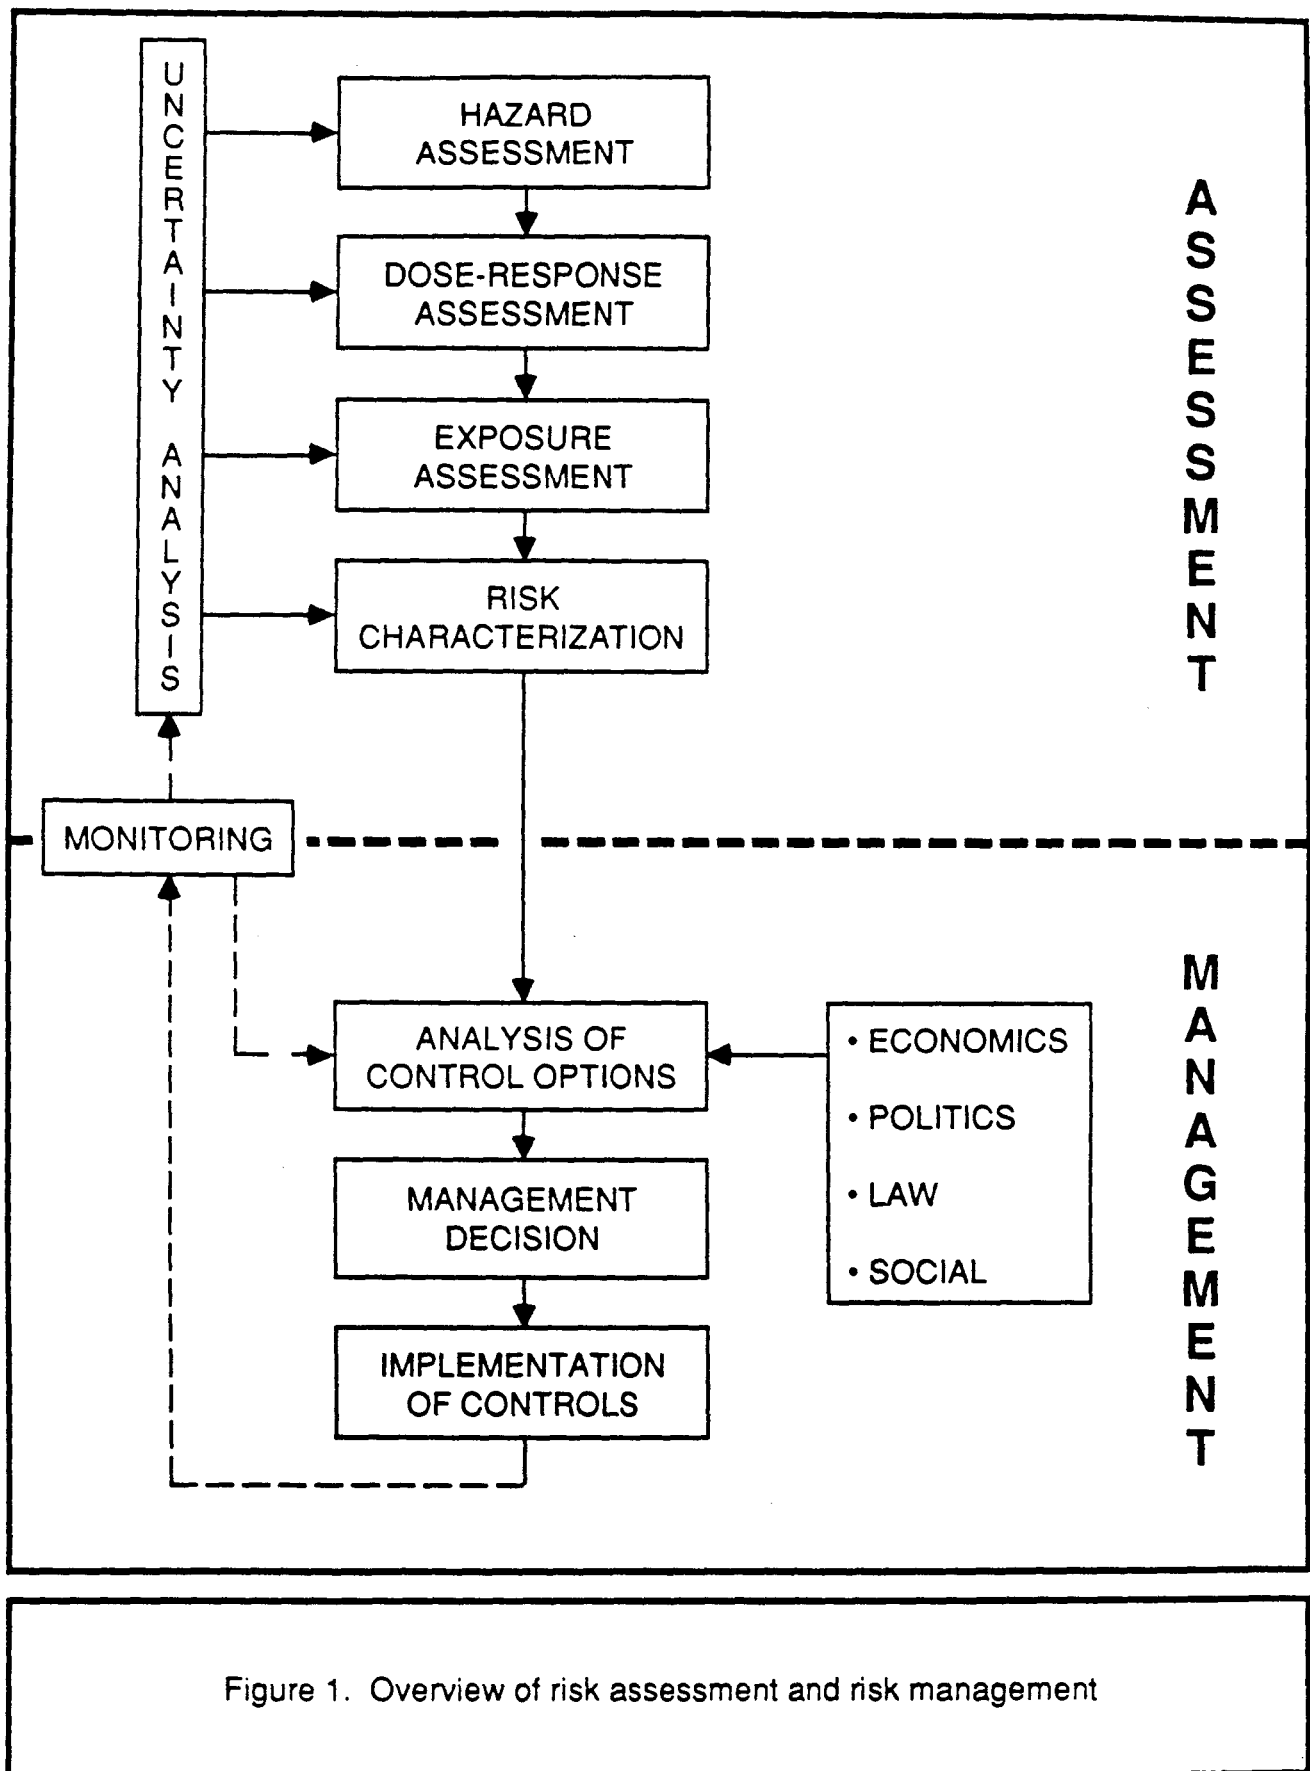 UNCERTAINTY ANALYSIS
HAZARD
ASSESSMENT
DOSE-RESPONSE
ASSESSMENT
EXPOSURE
ASSESSMENT
RISK
CHARACTERIZATION
ASSESSMENT
MONITORING
ANALYSIS OF
CONTROL OPTIONS
• ECONOMICS
• POLITICS
• LAW
• SOCIAL
MANAGEMENT
DECISION
IMPLEMENTATION
OF CONTROLS
MANAGEMENT
Figure 1. Overview of risk assessment and risk management